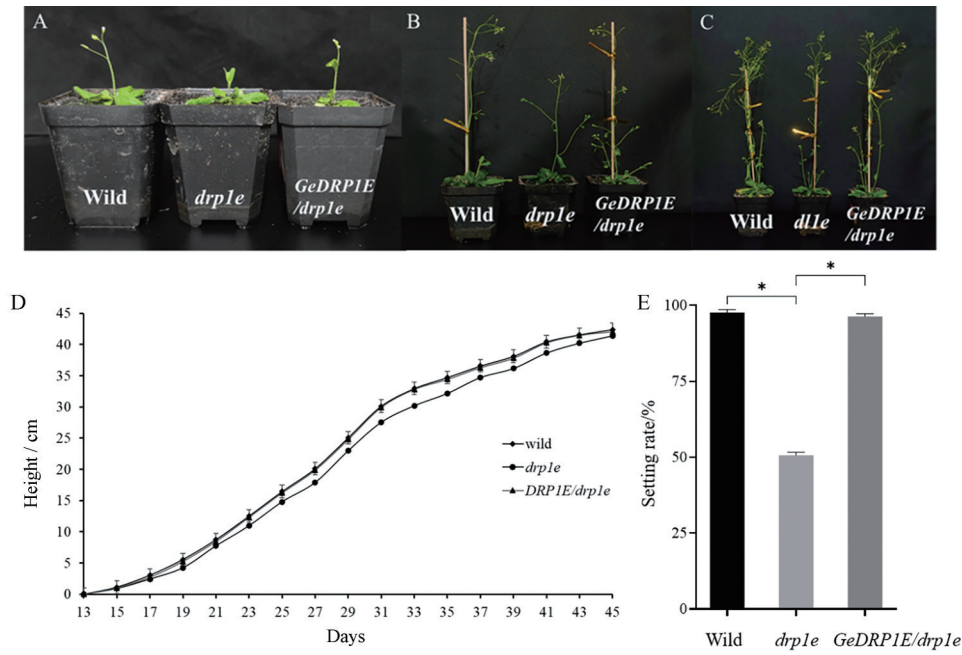 A
Wild
drp1e
GeDRP1E
/drp1e
B
Wild
drp1e
GeDRP1E
/drp1e
C
Wild
dl1e
GeDRP1E
/drp1e
D
Height / cm
45
40
35
30
25
20
15
10
5
0
13 15 17 19 21 23 25 27 29 31 33 35 37 39 41 43 45
Days
wild
drp1e
DRP1E/drp1e
E
Setting rate/%
100
75
50
25
0
* *
Wild drp1e GeDRP1E/drp1e